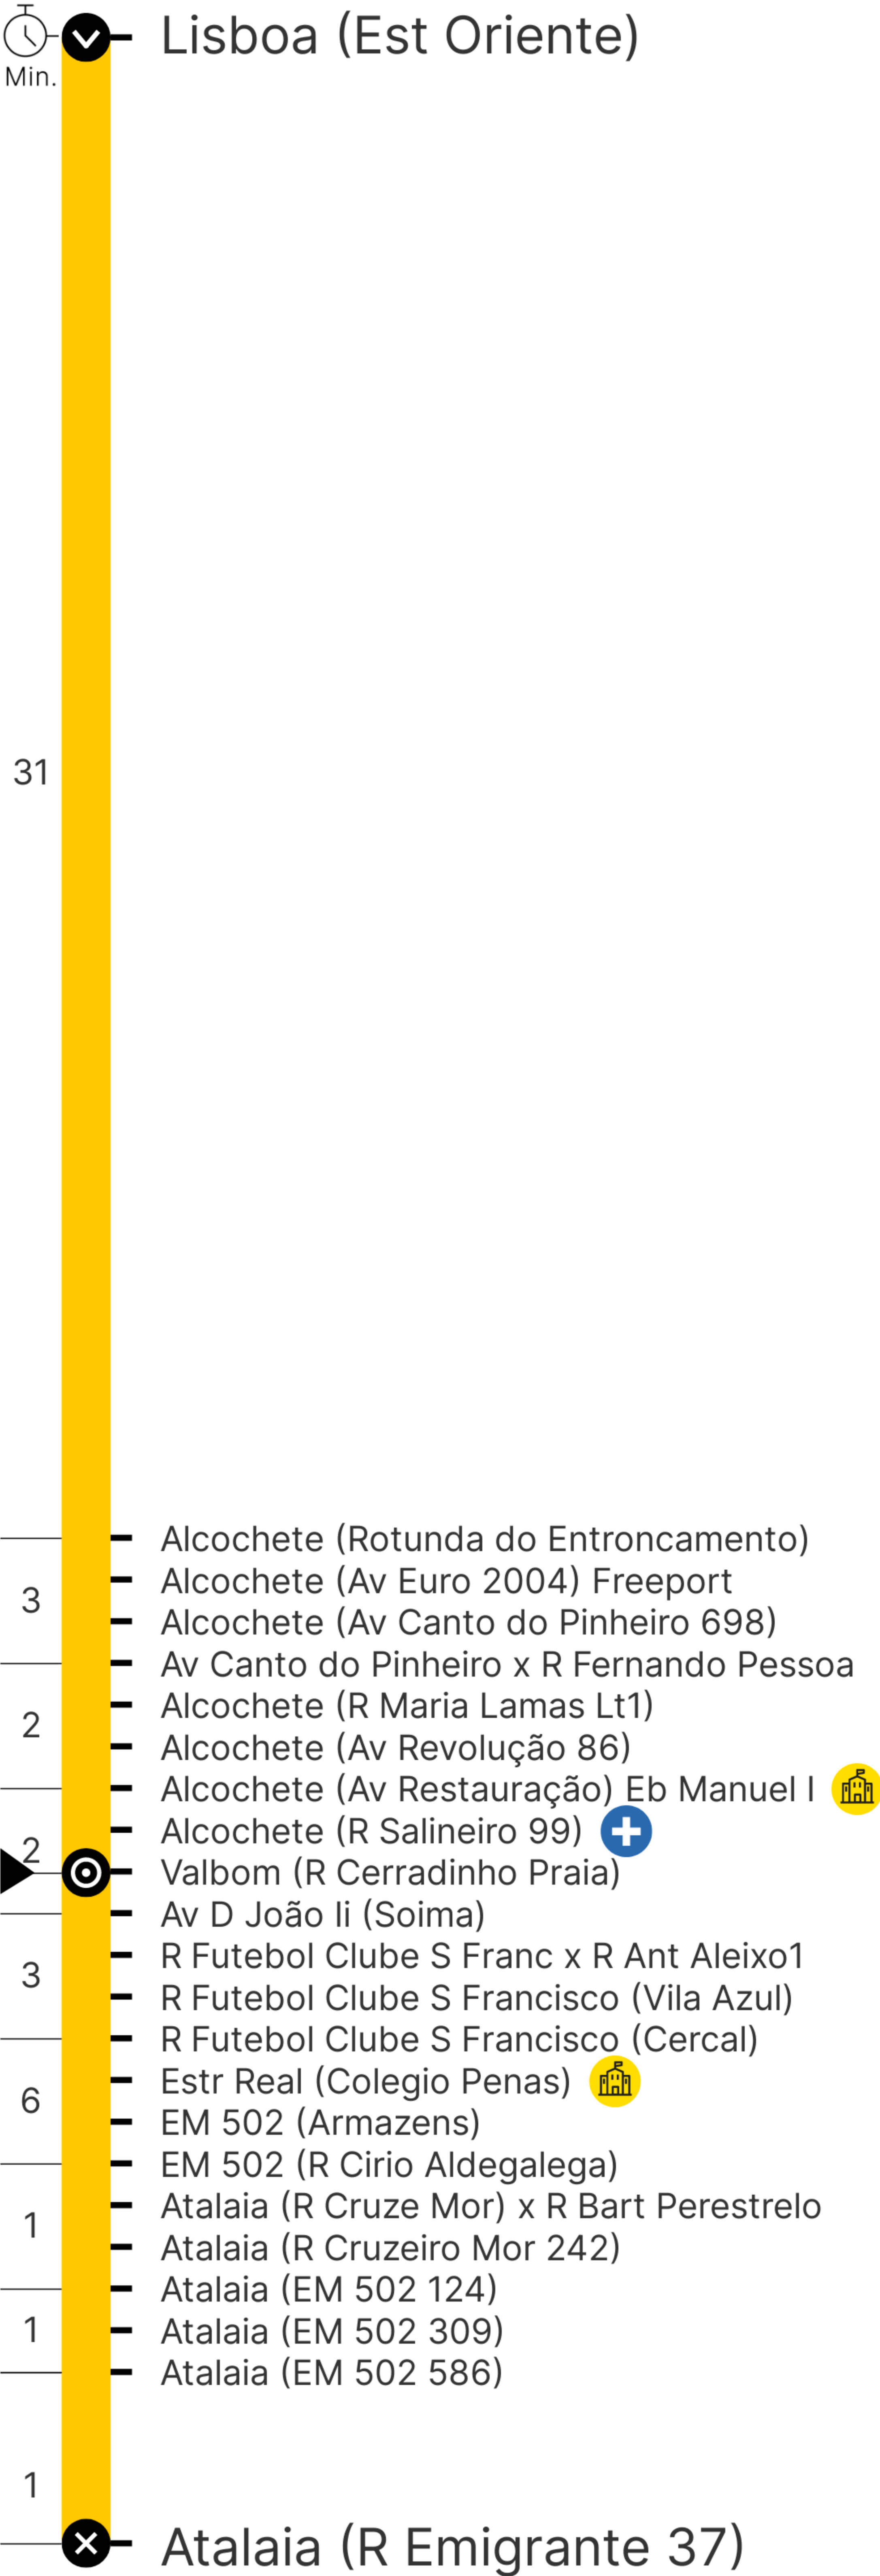 Lisboa (Est Oriente)
Min.
31
Alcochete (Rotunda do Entroncamento)
Alcochete (Av Euro 2004) Freeport
3
Alcochete (Av Canto do Pinheiro 698)
Av Canto do Pinheiro x R Fernando Pessoa
Alcochete (R Maria Lamas Lt1)
2
Alcochete (Av Revolução 86)
Alcochete (Av Restauração) Eb Manuel I
Alcochete (R Salineiro 99)
2
Valbom (R Cerradinho Praia)
Av D João Ii (Soima)
R Futebol Clube S Franc x R Ant Aleixo1
3
R Futebol Clube S Francisco (Vila Azul)
R Futebol Clube S Francisco (Cercal)
Estr Real (Colegio Penas)
6
EM 502 (Armazens)
EM 502 (R Cirio Aldegalega)
Atalaia (R Cruze Mor) x R Bart Perestrelo
1
Atalaia (R Cruzeiro Mor 242)
Atalaia (EM 502 124)
1
Atalaia (EM 502 309)
Atalaia (EM 502 586)
1
Atalaia (R Emigrante 37)